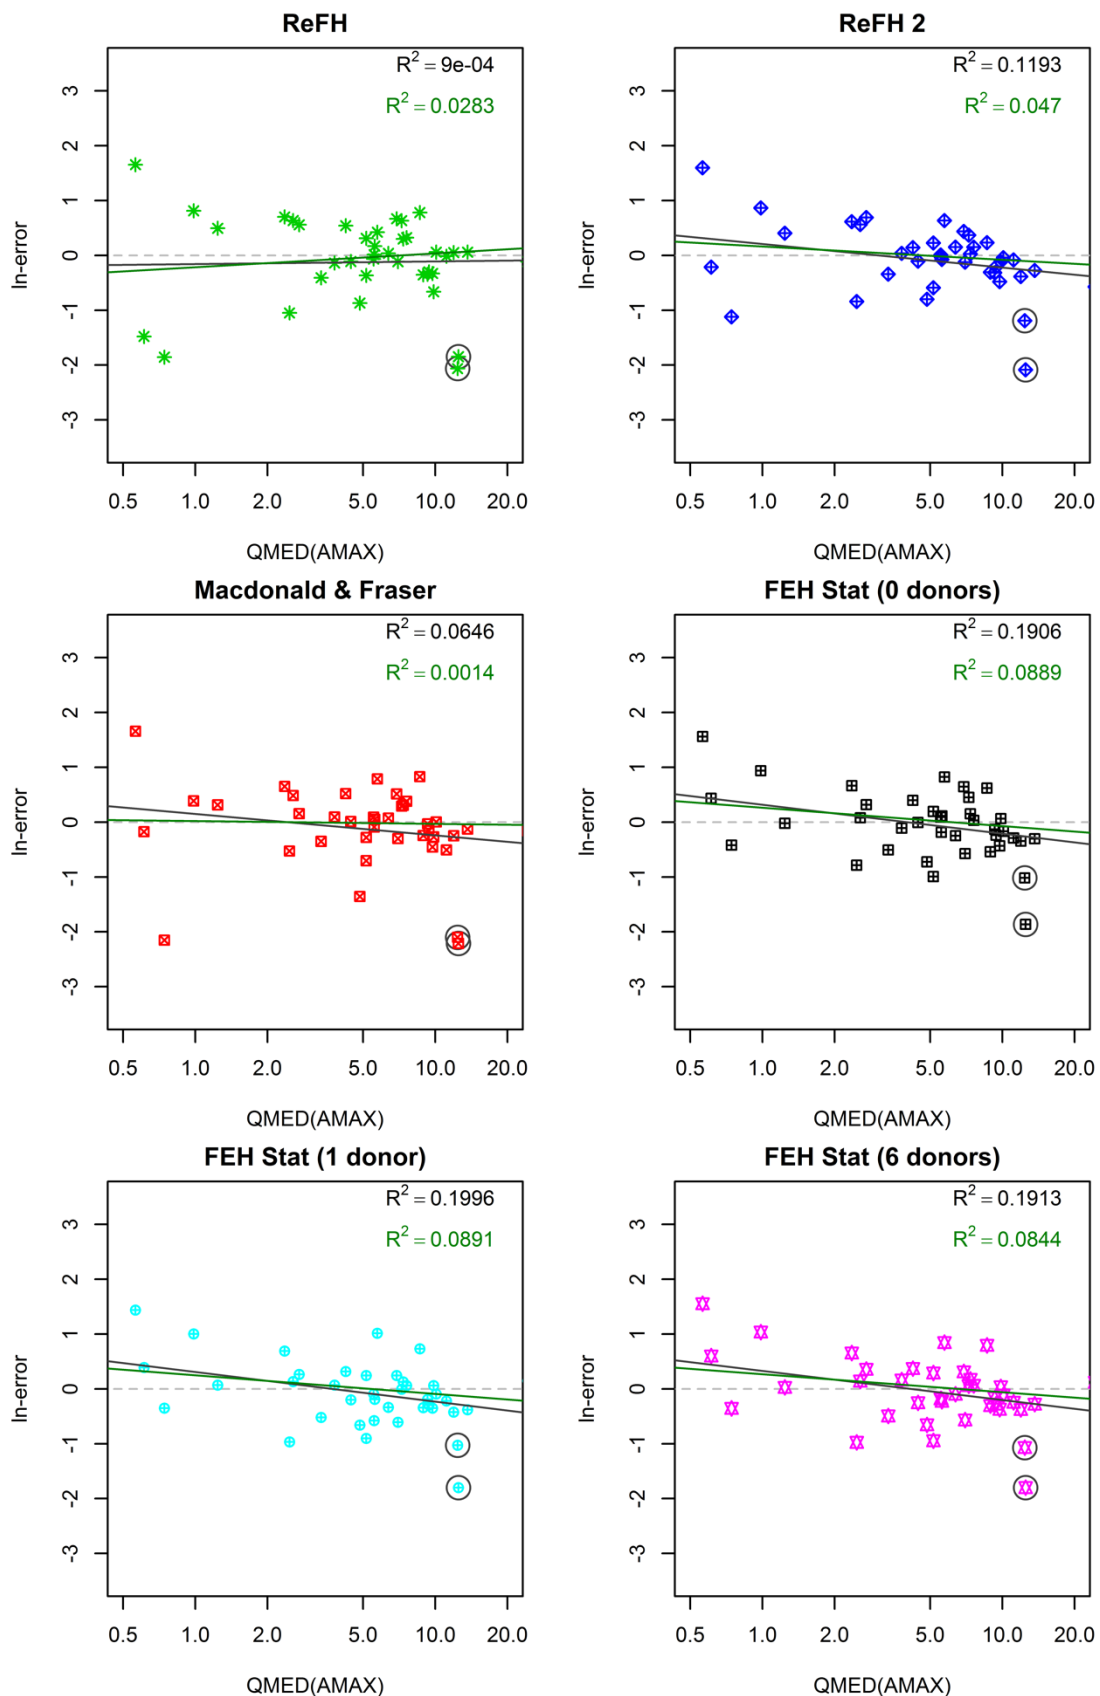 ReFH
R² = 9e-04
R² = 0.0283
3
2
1
0
-1
-2
-3
ln-error
0.5 1.0 2.0 5.0 10.0 20.0
QMED(AMAX)
ReFH 2
R² = 0.1193
R² = 0.047
3
2
1
0
-1
-2
-3
ln-error
0.5 1.0 2.0 5.0 10.0 20.0
QMED(AMAX)
Macdonald & Fraser
R² = 0.0646
R² = 0.0014
3
2
1
0
-1
-2
-3
ln-error
0.5 1.0 2.0 5.0 10.0 20.0
QMED(AMAX)
FEH Stat (0 donors)
R² = 0.1906
R² = 0.0889
3
2
1
0
-1
-2
-3
ln-error
0.5 1.0 2.0 5.0 10.0 20.0
QMED(AMAX)
FEH Stat (1 donor)
R² = 0.1996
R² = 0.0891
3
2
1
0
-1
-2
-3
ln-error
0.5 1.0 2.0 5.0 10.0 20.0
QMED(AMAX)
FEH Stat (6 donors)
R² = 0.1913
R² = 0.0844
3
2
1
0
-1
-2
-3
ln-error
0.5 1.0 2.0 5.0 10.0 20.0
QMED(AMAX)